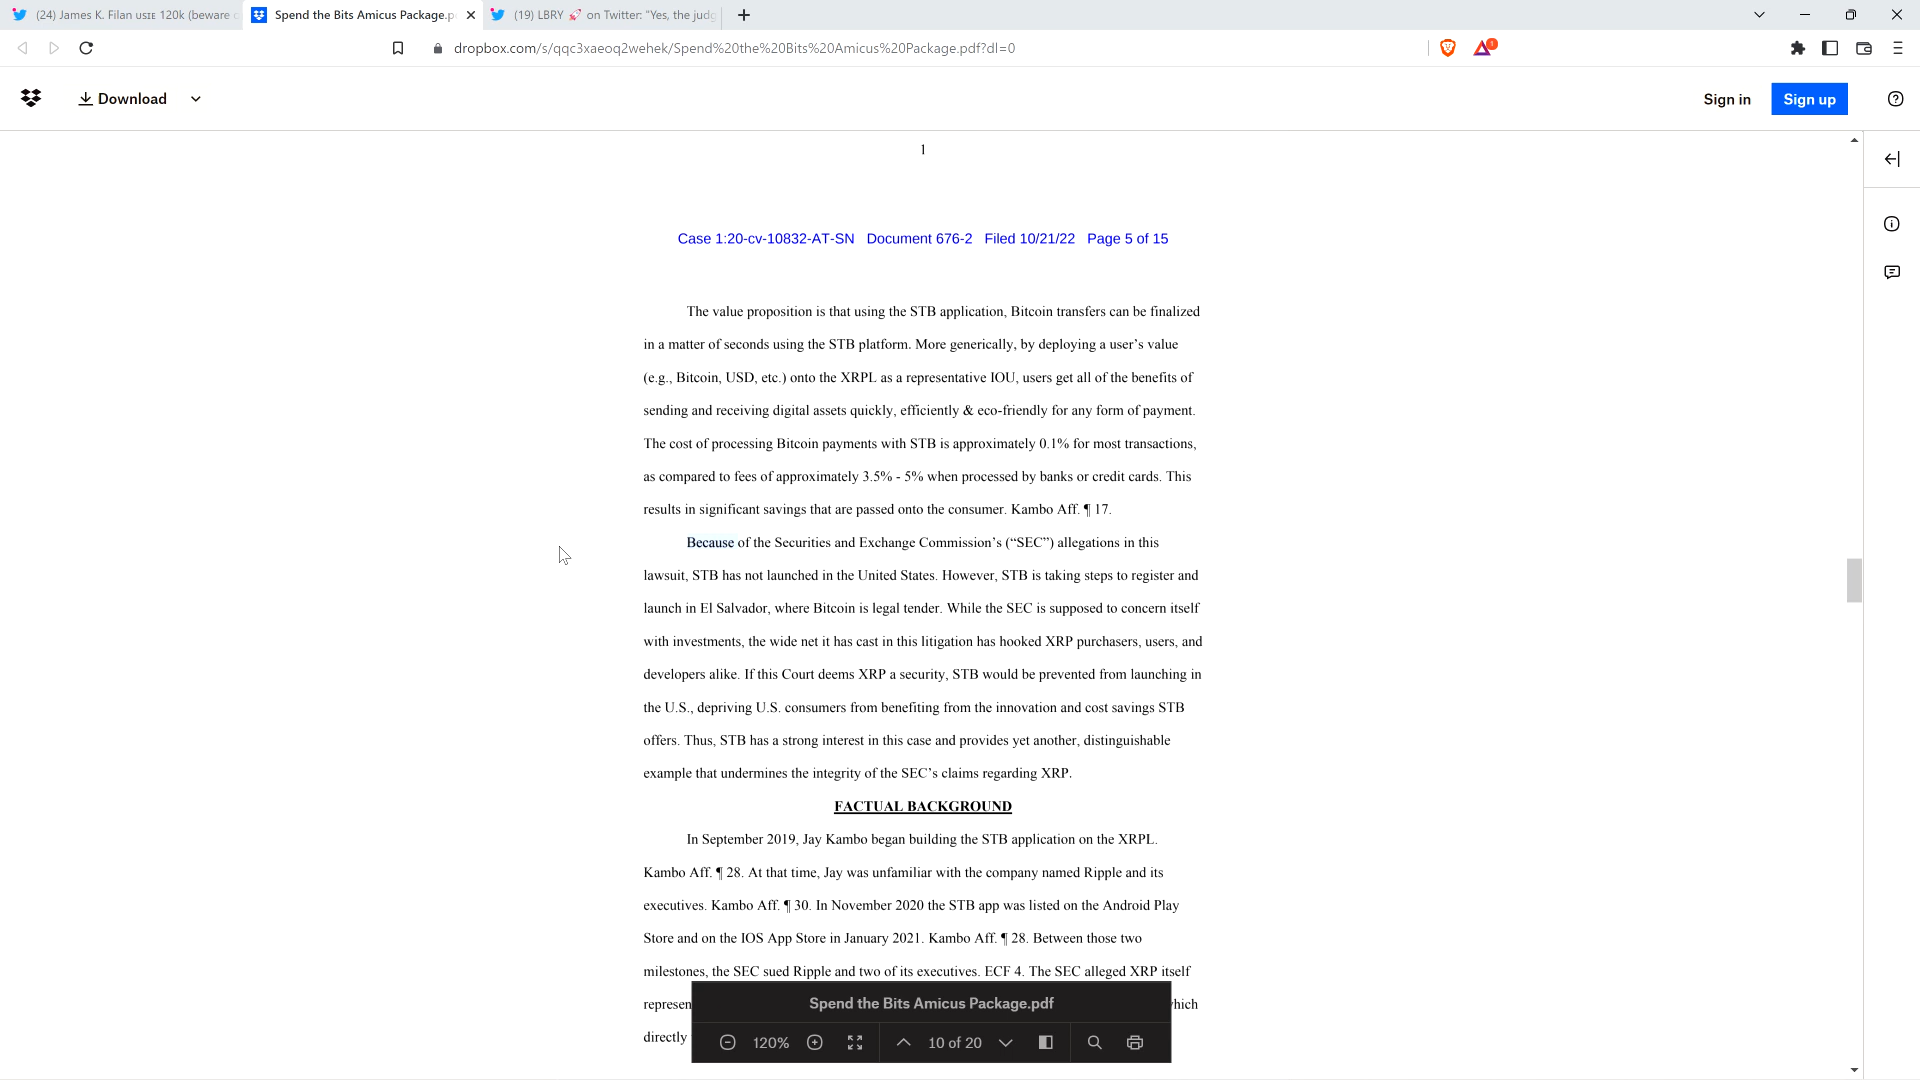 (24) James K. Filan usɪᴇ 120k (beware
Spend the Bits Amicus Package.p
(19) LBRY 🚀 on Twitter: "Yes, the judg
dropbox.com/s/qqc3xaeoq2wehek/Spend%20the%20Bits%20Amicus%20Package.pdf?dl=0
1
Download
Sign in
Sign up
1
Case 1:20-cv-10832-AT-SN Document 676-2 Filed 10/21/22 Page 5 of 15
The value proposition is that using the STB application, Bitcoin transfers can be finalized
in a matter of seconds using the STB platform. More generically, by deploying a user’s value
(e.g., Bitcoin, USD, etc.) onto the XRPL as a representative IOU, users get all of the benefits of
sending and receiving digital assets quickly, efficiently & eco-friendly for any form of payment.
The cost of processing Bitcoin payments with STB is approximately 0.1% for most transactions,
as compared to fees of approximately 3.5% - 5% when processed by banks or credit cards. This
results in significant savings that are passed onto the consumer. Kambo Aff. ¶ 17.
Because of the Securities and Exchange Commission’s (“SEC”) allegations in this
lawsuit, STB has not launched in the United States. However, STB is taking steps to register and
launch in El Salvador, where Bitcoin is legal tender. While the SEC is supposed to concern itself
with investments, the wide net it has cast in this litigation has hooked XRP purchasers, users, and
developers alike. If this Court deems XRP a security, STB would be prevented from launching in
the U.S., depriving U.S. consumers from benefiting from the innovation and cost savings STB
offers. Thus, STB has a strong interest in this case and provides yet another, distinguishable
example that undermines the integrity of the SEC’s claims regarding XRP.
FACTUAL BACKGROUND
In September 2019, Jay Kambo began building the STB application on the XRPL.
Kambo Aff. ¶ 28. At that time, Jay was unfamiliar with the company named Ripple and its
executives. Kambo Aff. ¶ 30. In November 2020 the STB app was listed on the Android Play
Store and on the IOS App Store in January 2021. Kambo Aff. ¶ 28. Between those two
milestones, the SEC sued Ripple and two of its executives. ECF 4. The SEC alleged XRP itself
represen
hich
directly
Spend the Bits Amicus Package.pdf
120%
10 of 20